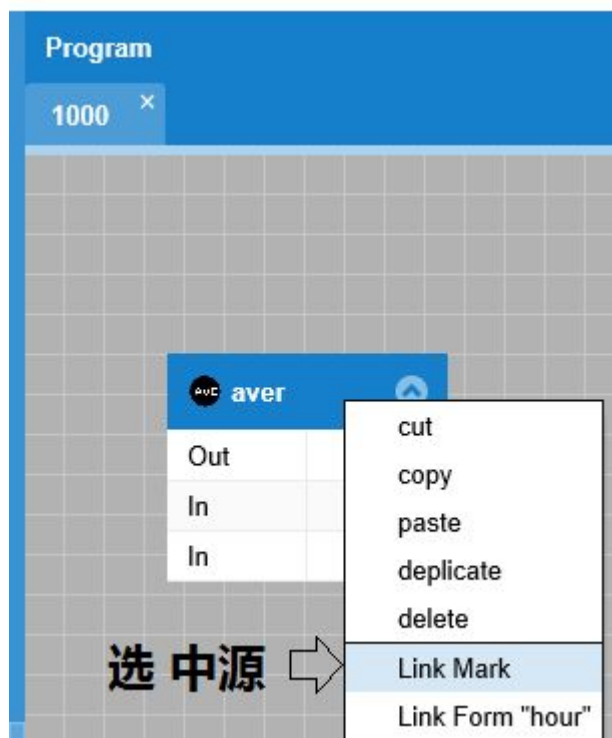 Program
1000 ×
AVE aver
Out
In
In
cut
copy
paste
deplicate
delete
选 中源
Link Mark
Link Form "hour"